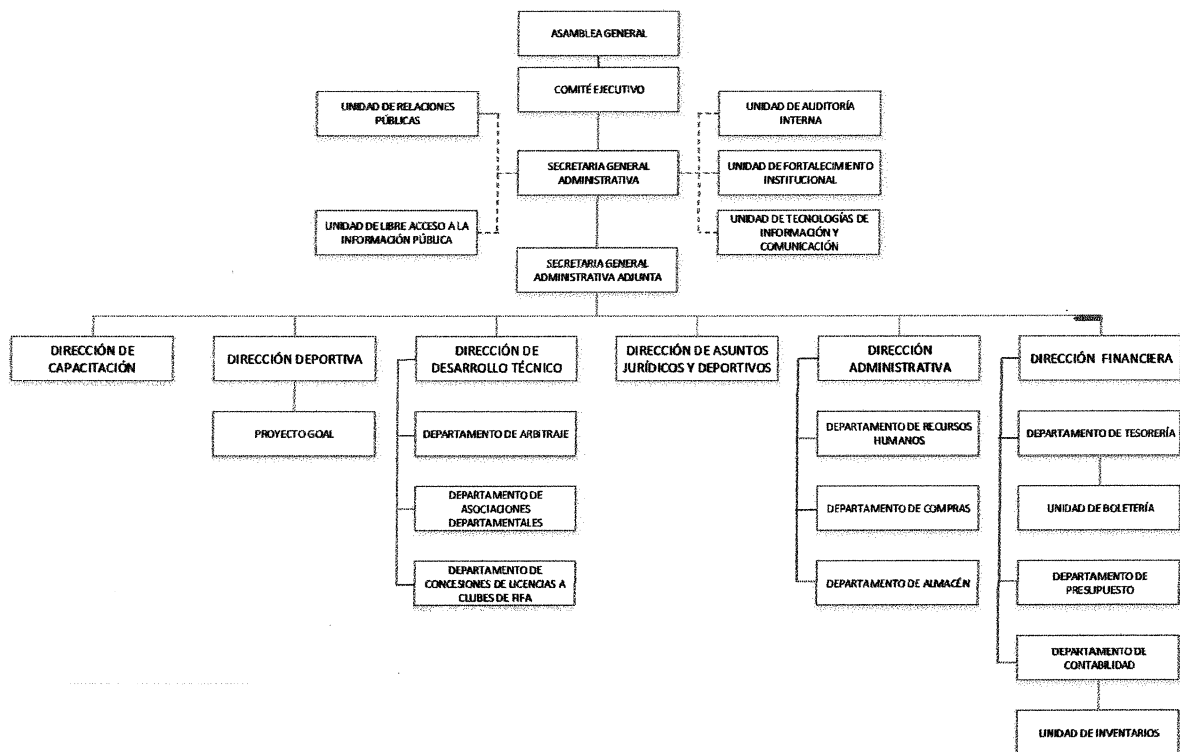 ASAMBLEA GENERAL
COMITÉ EJECUTIVO
UNIDAD DE RELACIONES
PÚBLICAS
UNIDAD DE AUDITORÍA
INTERNA
SECRETARIA GENERAL
ADMINISTRATIVA
UNIDAD DE FORTALECIMIENTO
INSTITUCIONAL
UNIDAD DE LIBRE ACCESO A LA
INFORMACIÓN PÚBLICA
UNIDAD DE TECNOLOGÍAS DE
INFORMACIÓN Y
COMUNICACIÓN
SECRETARIA GENERAL
ADMINISTRATIVA ADJUNTA
DIRECCIÓN DE
CAPACITACIÓN
DIRECCIÓN DEPORTIVA
DIRECCIÓN DE
DESARROLLO TÉCNICO
DIRECCIÓN DE ASUNTOS
JURÍDICOS Y DEPORTIVOS
DIRECCIÓN
ADMINISTRATIVA
DIRECCIÓN FINANCIERA
PROYECTO GOAL
DEPARTAMENTO DE ARBITRAJE
DEPARTAMENTO DE RECURSOS
HUMANOS
DEPARTAMENTO DE TESORERÍA
DEPARTAMENTO DE
ASOCIACIONES
DEPARTAMENTALES
DEPARTAMENTO DE COMPRAS
UNIDAD DE BOLETERÍA
DEPARTAMENTO DE
CONCESIONES DE LICENCIAS A
CLUBES DE FIFA
DEPARTAMENTO DE ALMACÉN
DEPARTAMENTO DE
PRESUPUESTO
DEPARTAMENTO DE
CONTABILIDAD
UNIDAD DE INVENTARIOS